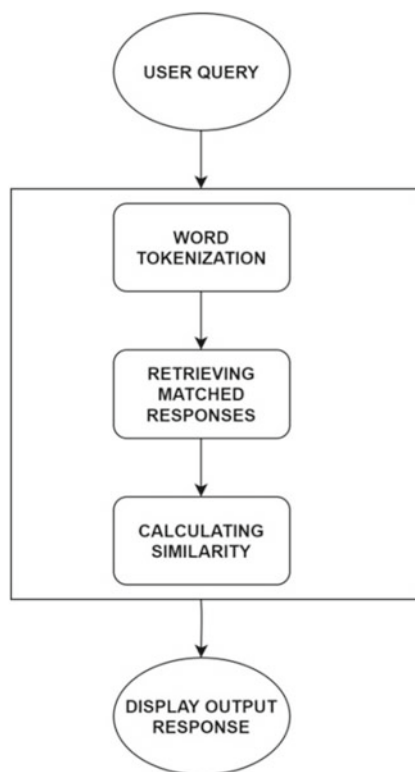 USER QUERY
WORD
TOKENIZATION
RETRIEVING
MATCHED
RESPONSES
CALCULATING
SIMILARITY
DISPLAY OUTPUT
RESPONSE